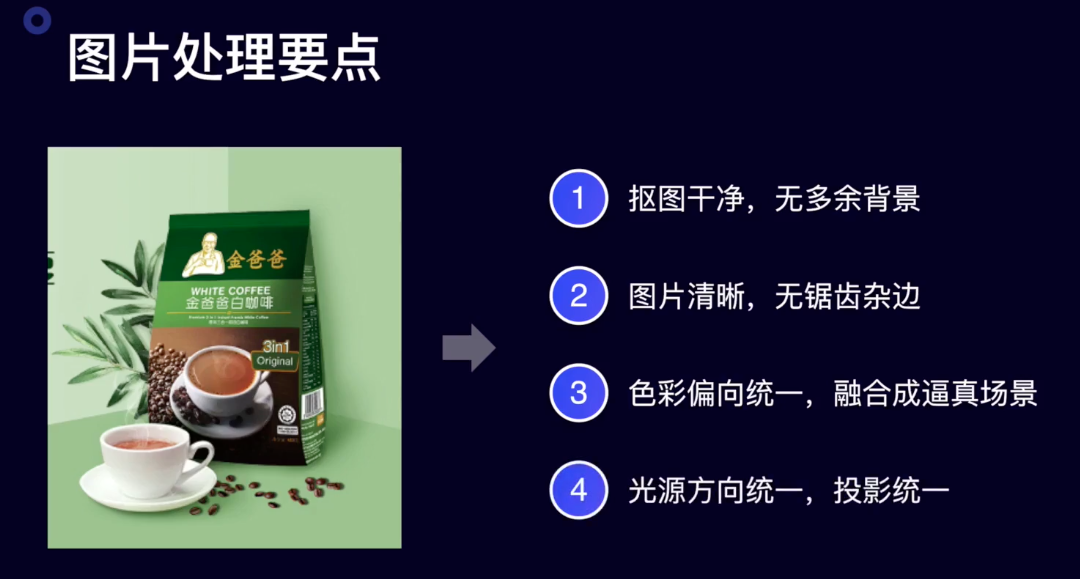 图片处理要点
金爸爸
WHITE COFFEE
金爸爸白咖啡
3in1
Original
1 抠图干净，无多余背景
2 图片清晰，无锯齿杂边
3 色彩偏向统一，融合成逼真场景
4 光源方向统一，投影统一